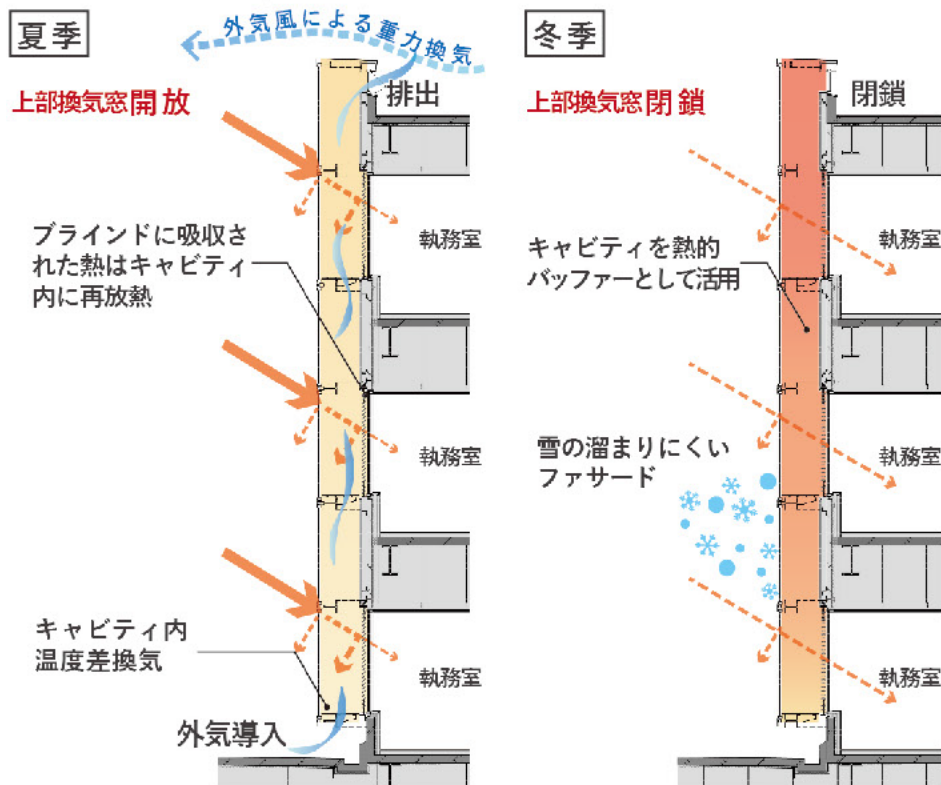 夏季
外気風による重力換気
上部換気窓開放
排出
ブラインドに吸収さ
れた熱はキャビティ
内に再放熱
執務室
執務室
キャビティ内
温度差換気
執務室
外気導入
冬季
上部換気窓閉鎖
閉鎖
キャビティを熱的
バッファーとして活用
執務室
雪の溜まりにくい
ファサード
執務室
執務室